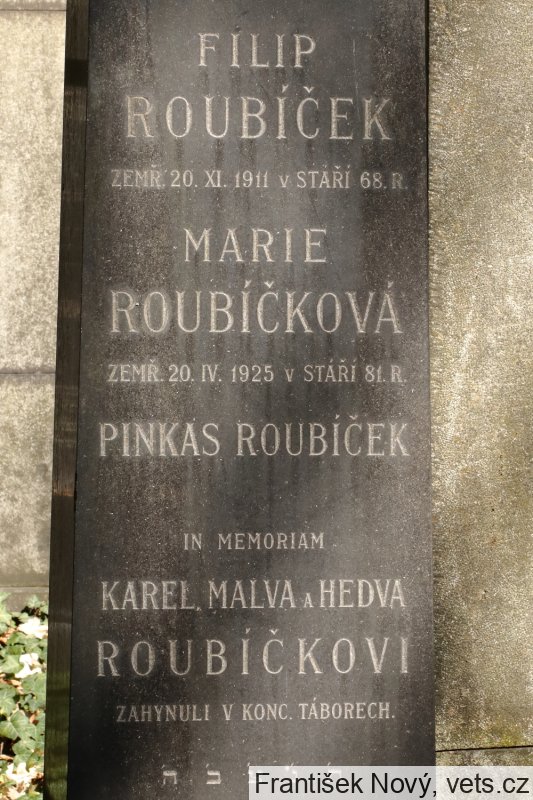 FILIP
ROUBÍČEK
ZEMŘ. 20. XI. 1911 V STÁŘÍ 68. R.
MARIE
ROUBÍČKOVÁ
ZEMŘ. 20. IV. 1925 V STÁŘÍ 81. R.
PINKAS ROUBÍČEK
IN MEMORIAM
KAREL, MALVA A HEDVA
ROUBÍČKOVI
ZAHYNULI V KONC. TÁBORECH.
František Nový, vets.cz